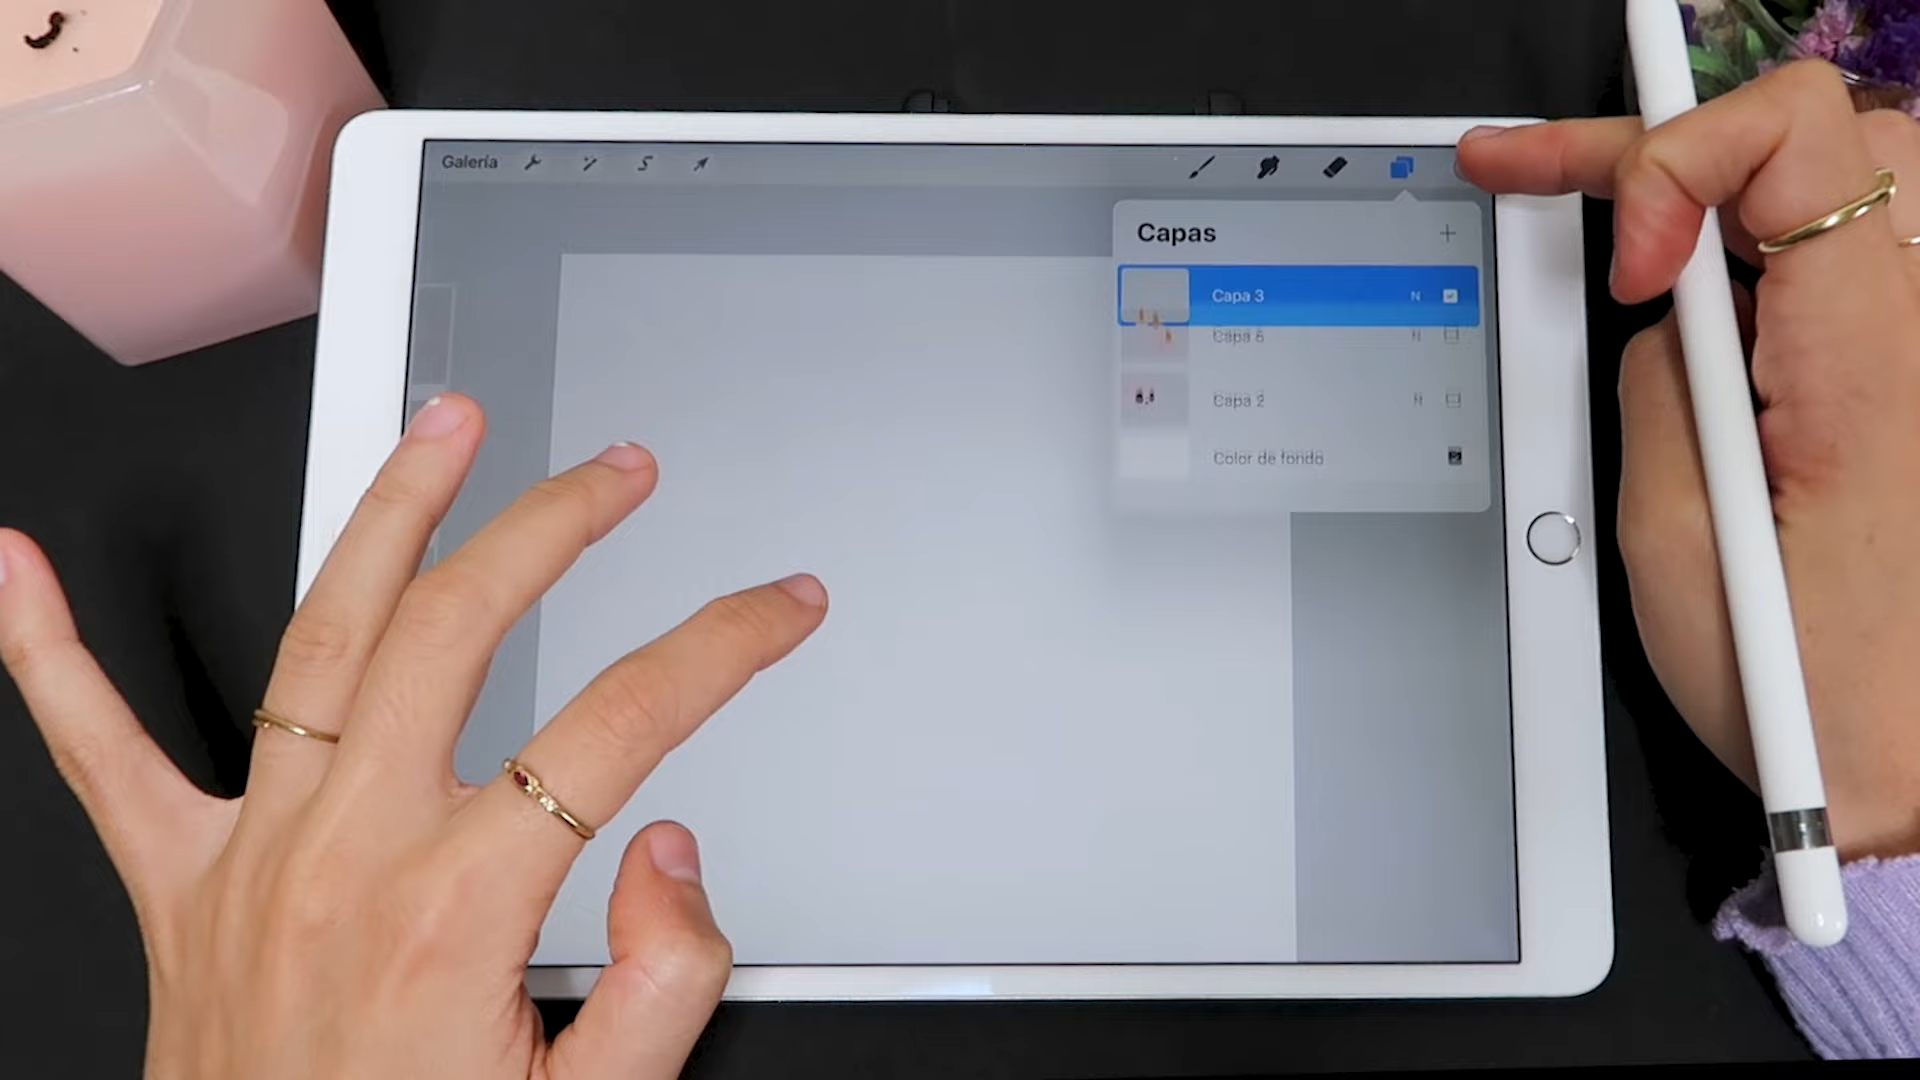 Galería
Capas
Capa 3 N
N
Capa 2 N
Color de fondo